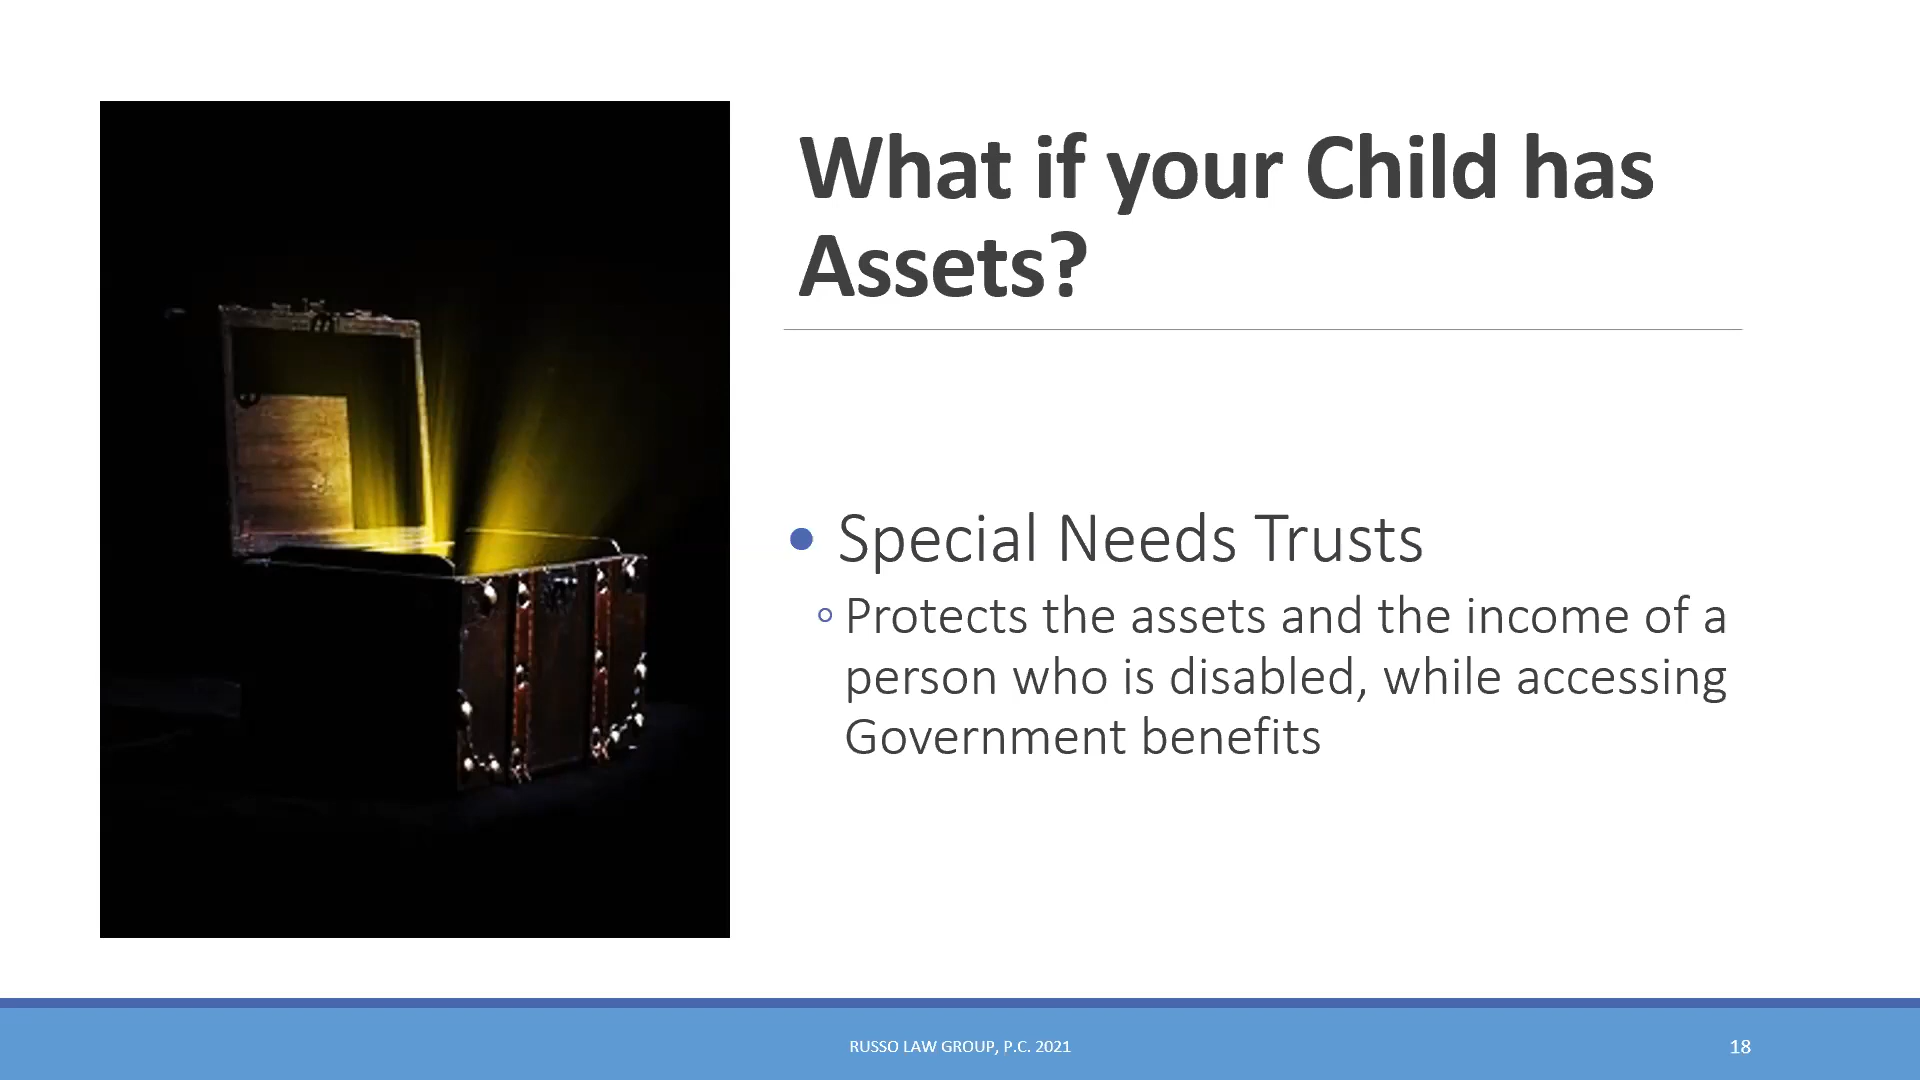 What if your Child has
Assets?
• Special Needs Trusts
◦ Protects the assets and the income of a
person who is disabled, while accessing
Government benefits
RUSSO LAW GROUP, P.C. 2021
18